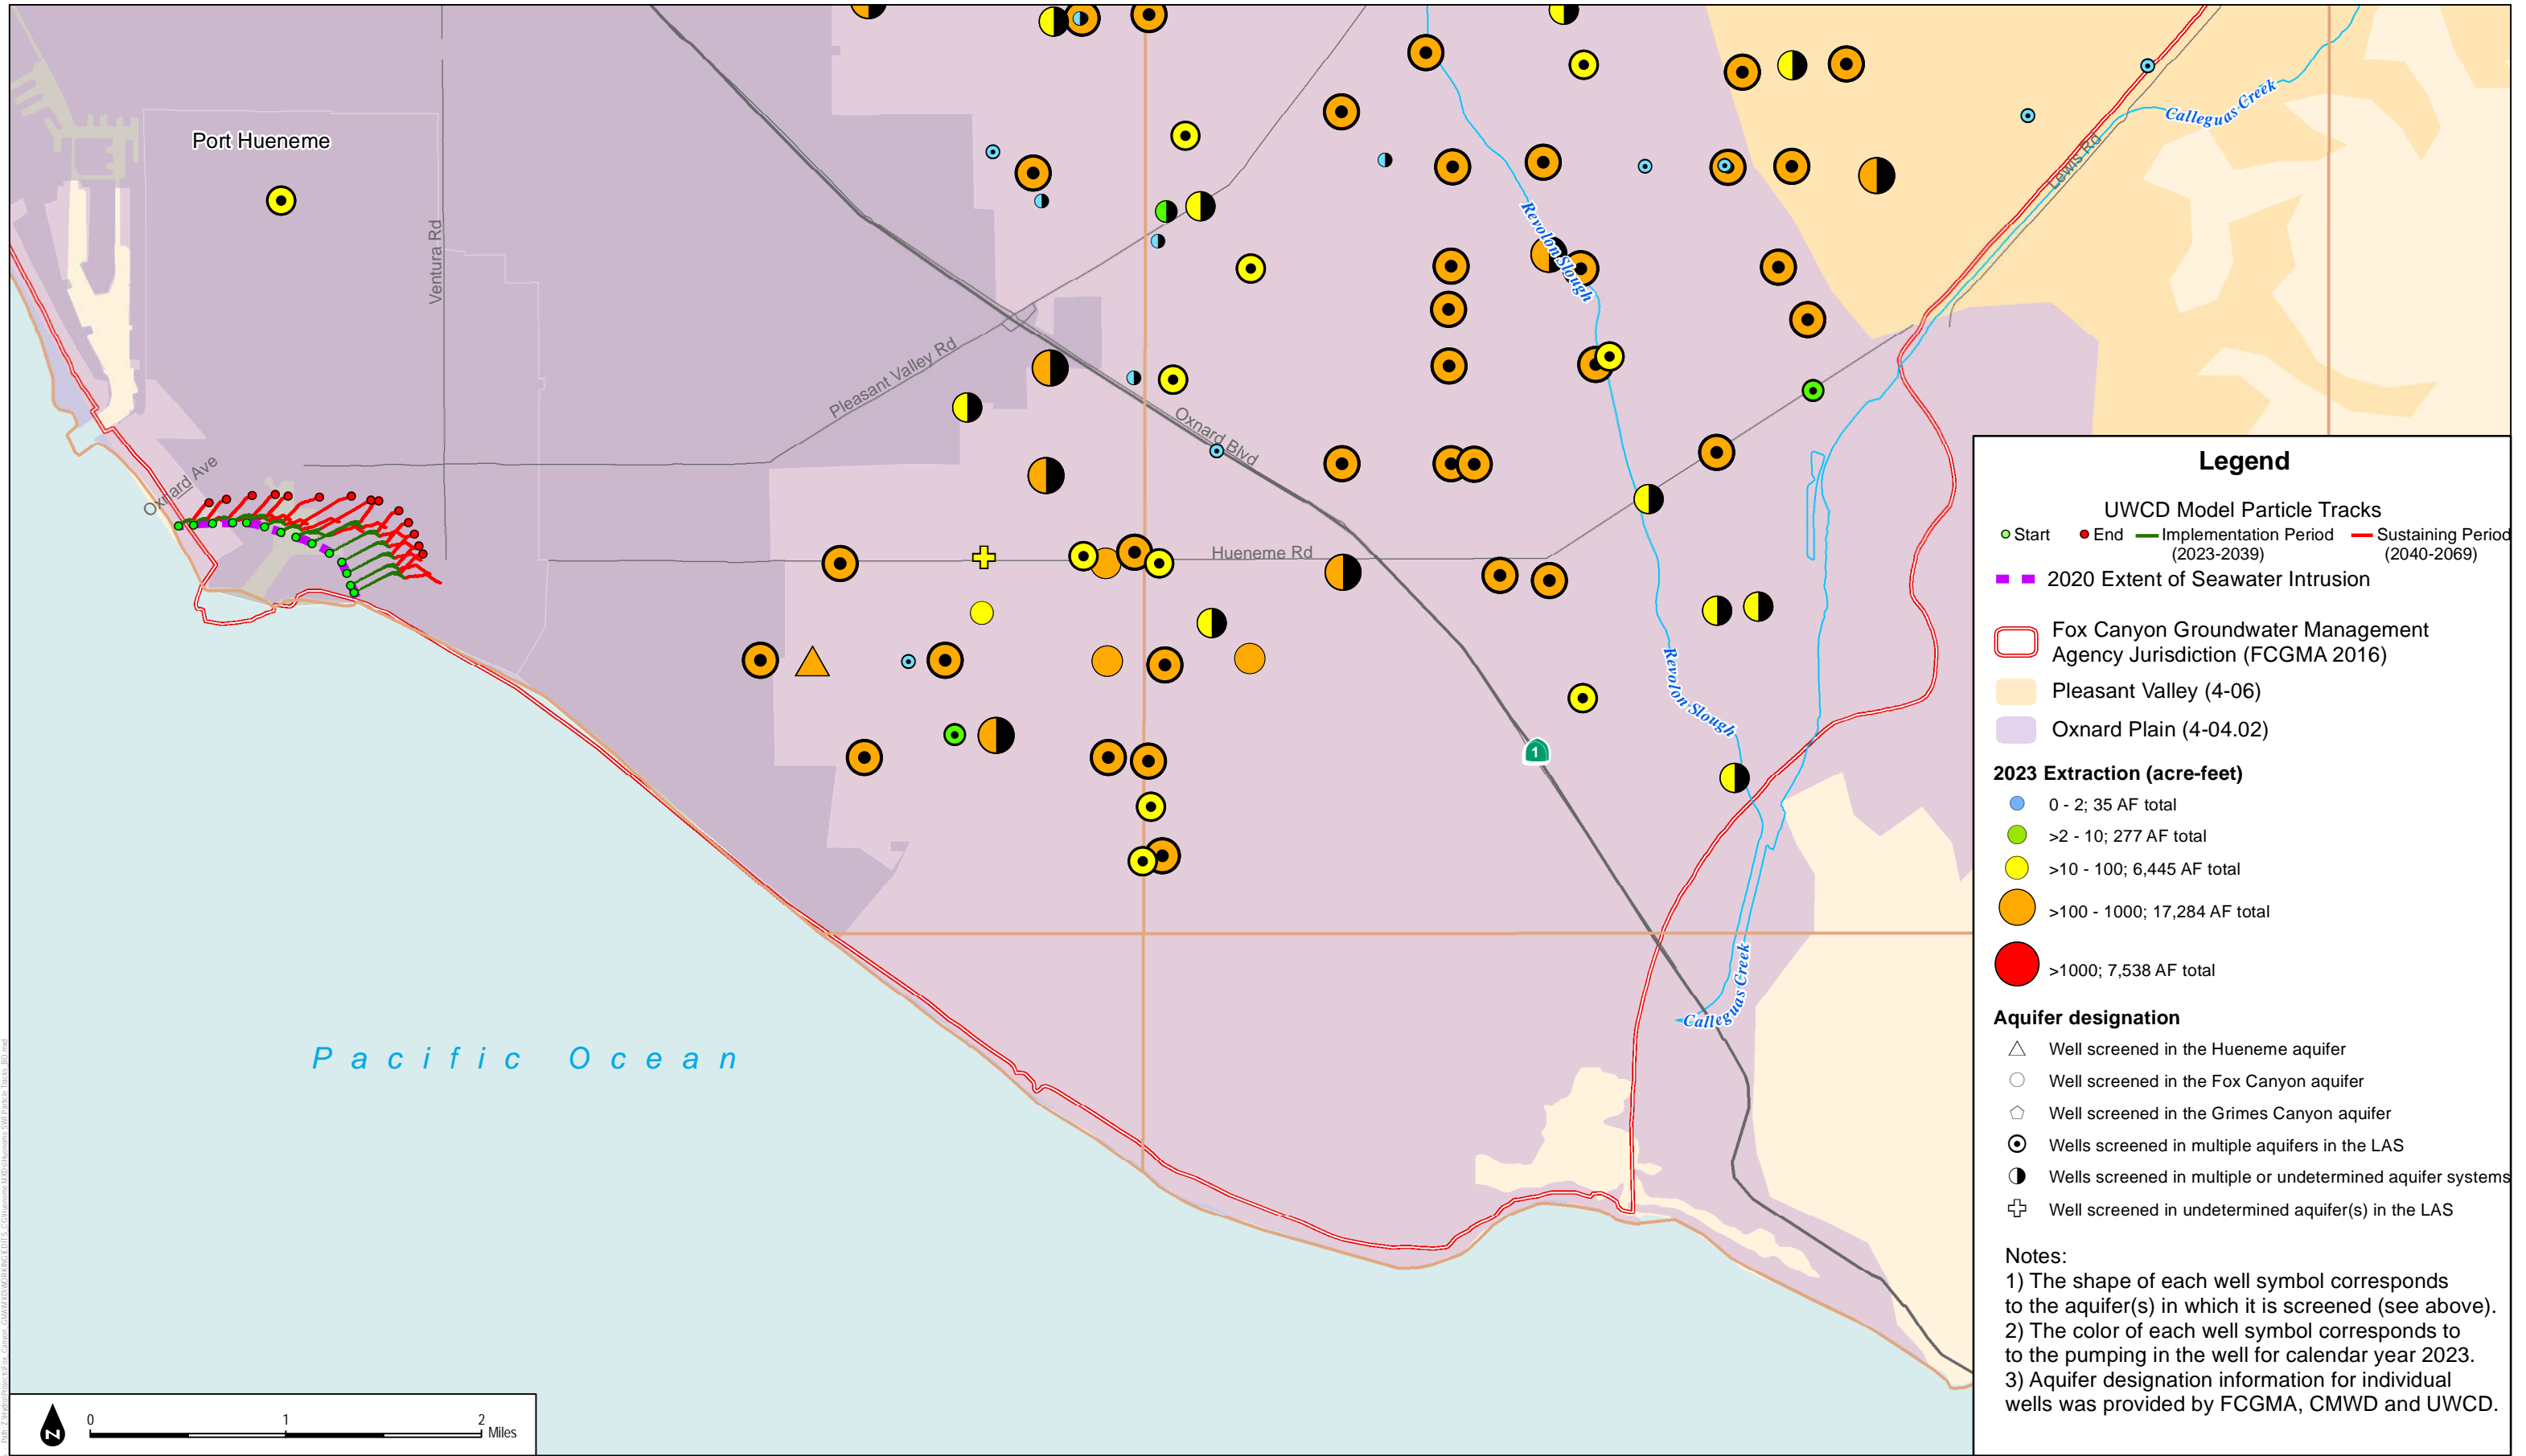 Port Hueneme
Ventura Rd
Oxnard Ave
Pleasant Valley Rd
Oxnard Blvd
Hueneme Rd
Lewis Rd
Calleguas Creek
Revolon Slough
Revolon Slough
1
Calleguas Creek
Pacific Ocean
Legend
UWCD Model Particle Tracks
Start End Implementation Period Sustaining Period
(2023-2039) (2040-2069)
2020 Extent of Seawater Intrusion
Fox Canyon Groundwater Management
Agency Jurisdiction (FCGMA 2016)
Pleasant Valley (4-06)
Oxnard Plain (4-04.02)
2023 Extraction (acre-feet)
0 - 2; 35 AF total
>2 - 10; 277 AF total
>10 - 100; 6,445 AF total
>100 - 1000; 17,284 AF total
>1000; 7,538 AF total
Aquifer designation
Well screened in the Hueneme aquifer
Well screened in the Fox Canyon aquifer
Well screened in the Grimes Canyon aquifer
Wells screened in multiple aquifers in the LAS
Wells screened in multiple or undetermined aquifer systems
Well screened in undetermined aquifer(s) in the LAS
Notes:
1) The shape of each well symbol corresponds
to the aquifer(s) in which it is screened (see above).
2) The color of each well symbol corresponds to
to the pumping in the well for calendar year 2023.
3) Aquifer designation information for individual
wells was provided by FCGMA, CMWD and UWCD.
N
0 1 2
Miles